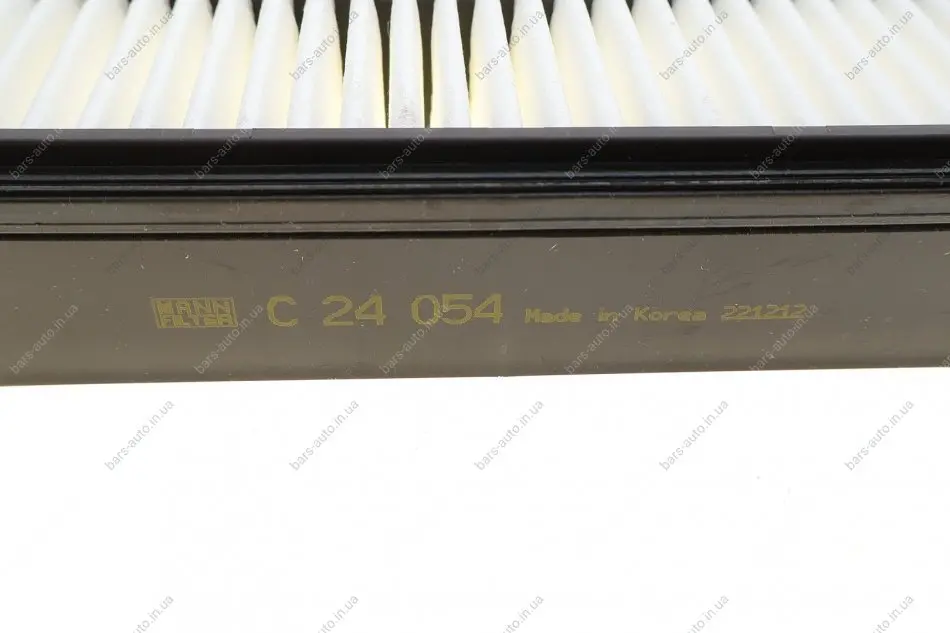 MANN
FILTER
C 24 054 Made in Korea 221212
bars-auto.in.ua